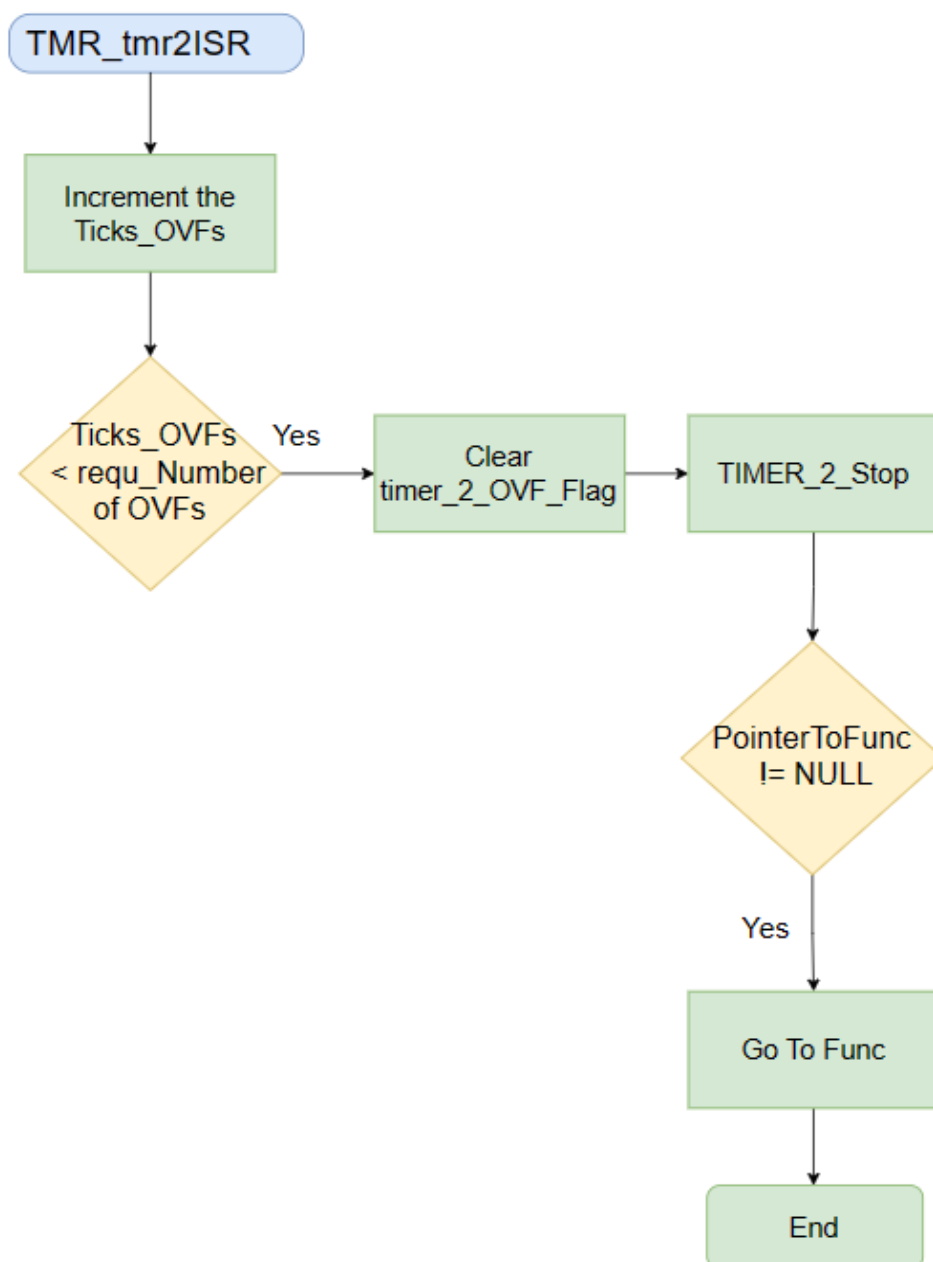 TMR_tmr2ISR
Increment the
Ticks_OVFs
Ticks_OVFs
< requ_Number
of OVFs
Yes
Clear
timer_2_OVF_Flag
TIMER_2_Stop
PointerToFunc
!= NULL
Yes
Go To Func
End